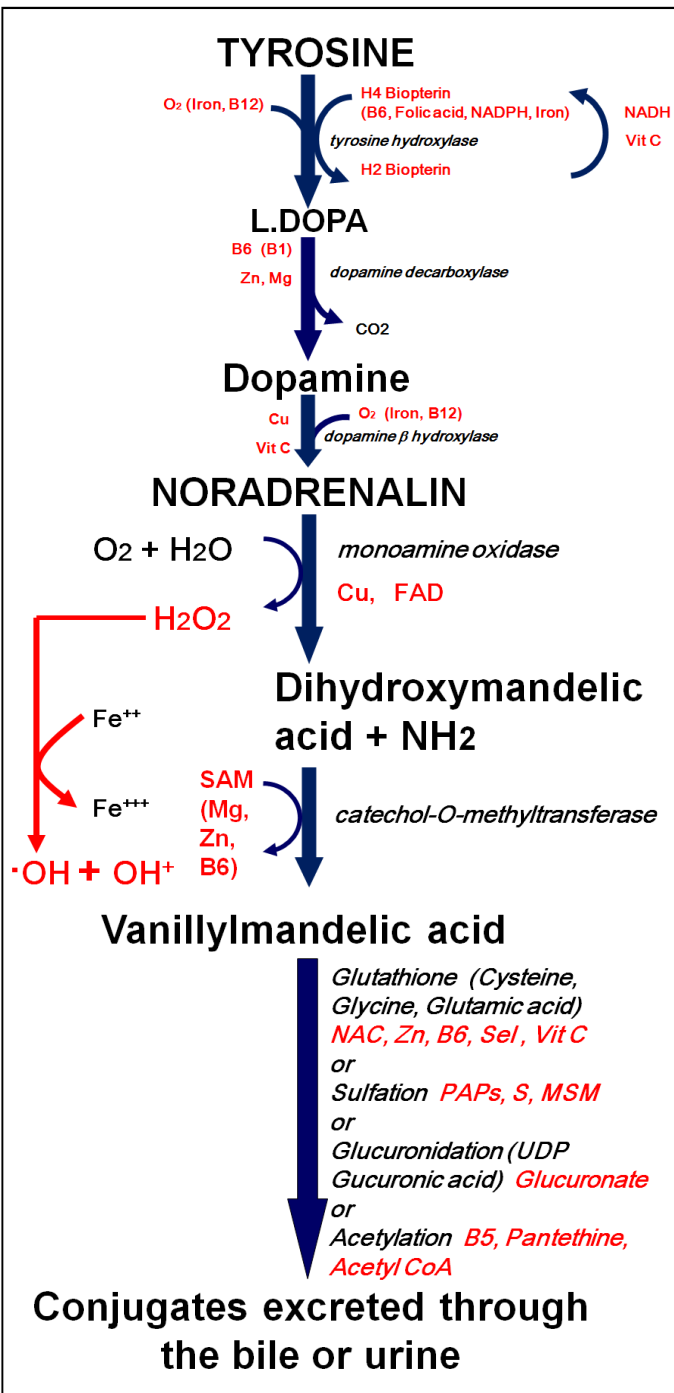 TYROSINE
O2 (Iron, B12)
H4 Biopterin
(B6, Folic acid, NADPH, Iron)
tyrosine hydroxylase
H2 Biopterin
NADH
Vit C
L.DOPA
B6 (B1)
Zn, Mg
dopamine decarboxylase
CO2
Dopamine
Cu
Vit C
O2 (Iron, B12)
dopamine β hydroxylase
NORADRENALIN
O2 + H2O
monoamine oxidase
Cu, FAD
H2O2
Dihydroxymandelic
acid + NH2
Fe++
Fe+++
·OH + OH+
SAM
(Mg,
Zn,
B6)
catechol-O-methyltransferase
Vanillylmandelic acid
Glutathione (Cysteine,
Glycine, Glutamic acid)
NAC, Zn, B6, Sel , Vit C
or
Sulfation PAPs, S, MSM
or
Glucuronidation (UDP
Gucuronic acid) Glucuronate
or
Acetylation B5, Pantethine,
Acetyl CoA
Conjugates excreted through
the bile or urine